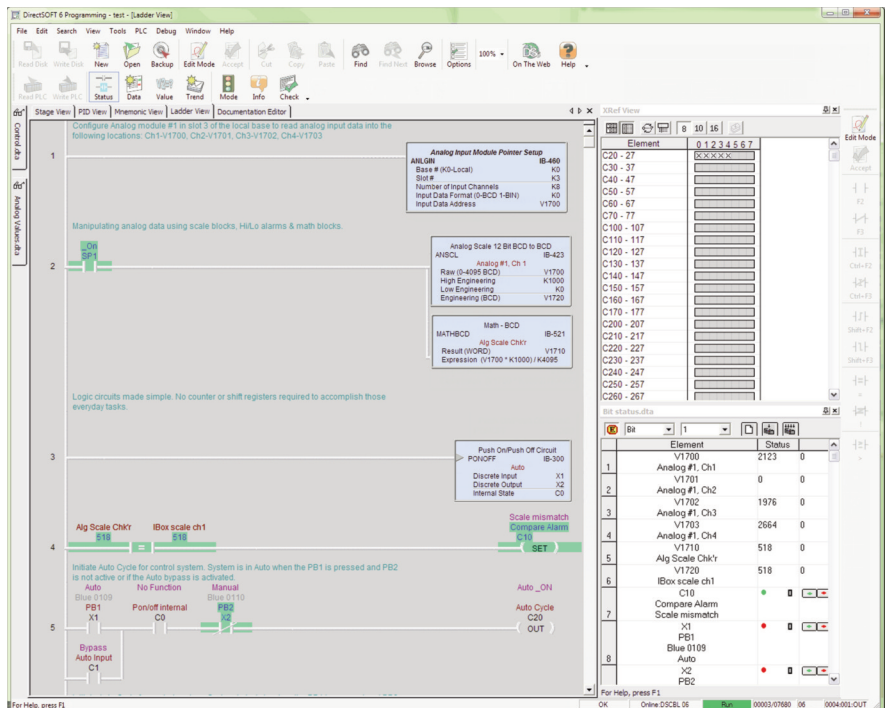 DirectSOFT 6 Programming - test - [Ladder View]
File Edit Search View Tools PLC Debug Window Help
Read Disk Write Disk New Open Backup Edit Mode Accept Cut Copy Paste Find Find Next Browse Options 100% On The Web Help
Read PLC Write PLC Status Data Value Trend Mode Info Check
Stage View PID View Mnemonic View Ladder View Documentation Editor
Control.dta
Analog Values.dta
Configure Analog module #1 in slot 3 of the local base to read analog input data into the
following locations: Ch1-V1700, Ch2-V1701, Ch3-V1702, Ch4-V1703
1
Analog Input Module Pointer Setup
ANLGIN IB-460
Base # (K0-Local) K0
Slot # K3
Number of Input Channels K8
Input Data Format (0-BCD 1-BIN) K0
Input Data Address V1700
Manipulating analog data using scale blocks, Hi/Lo alarms & math blocks.
_On
SP1
2
Analog Scale 12 Bit BCD to BCD
ANSCL IB-423
Analog #1, Ch 1
Raw (0-4095 BCD) V1700
High Engineering K1000
Low Engineering K0
Engineering (BCD) V1720
Math - BCD
MATHBCD IB-521
Alg Scale Chk'r
Result (WORD) V1710
Expression (V1700 * K1000) / K4095
Logic circuits made simple. No counter or shift registers required to accomplish those
everyday tasks.
3
Push On/Push Off Circuit
PONOFF IB-300
Auto
Discrete Input X1
Discrete Output X2
Internal State C0
Alg Scale Chk'r IBox scale ch1
518 518
=
Scale mismatch
Compare Alarm
C10
SET
4
Initiate Auto Cycle for control system. System is in Auto when the PB1 is pressed and PB2
is not active or if the Auto bypass is activated.
Auto No Function Manual Auto _ON
Blue 0109 Blue 0110
PB1 Pon/off internal PB2 Auto Cycle
X1 C0 X2 C20
5 OUT
Bypass
Auto Input
C1
For Help, press F1
XRef View
8 10 16
Element 0 1 2 3 4 5 6 7
C20 - 27 XXXXX
C30 - 37
C40 - 47
C50 - 57
C60 - 67
C70 - 77
C100 - 107
C110 - 117
C120 - 127
C130 - 137
C140 - 147
C150 - 157
C160 - 167
C170 - 177
C200 - 207
C210 - 217
C220 - 227
C230 - 237
C240 - 247
C250 - 257
C260 - 267
Bit status.dta
Bit 1
Element Status
1 V1700 2123 0
Analog #1, Ch1
2 V1701 0 0
Analog #1, Ch2
3 V1702 1976 0
Analog #1, Ch3
4 V1703 2664 0
Analog #1, Ch4
5 V1710 518 0
Alg Scale Chk'r
6 V1720 518 0
IBox scale ch1
7 C10
Compare Alarm
Scale mismatch
8 X1
PB1
Blue 0109
Auto
X2
PB2
For Help, press F1
OK Online:DSCBL 06 Run 00003/07680 06 0004:001:OUT
Edit Mode
Accept
F2
F3
Ctrl+F2
Ctrl+F3
Shift+F2
Shift+F3